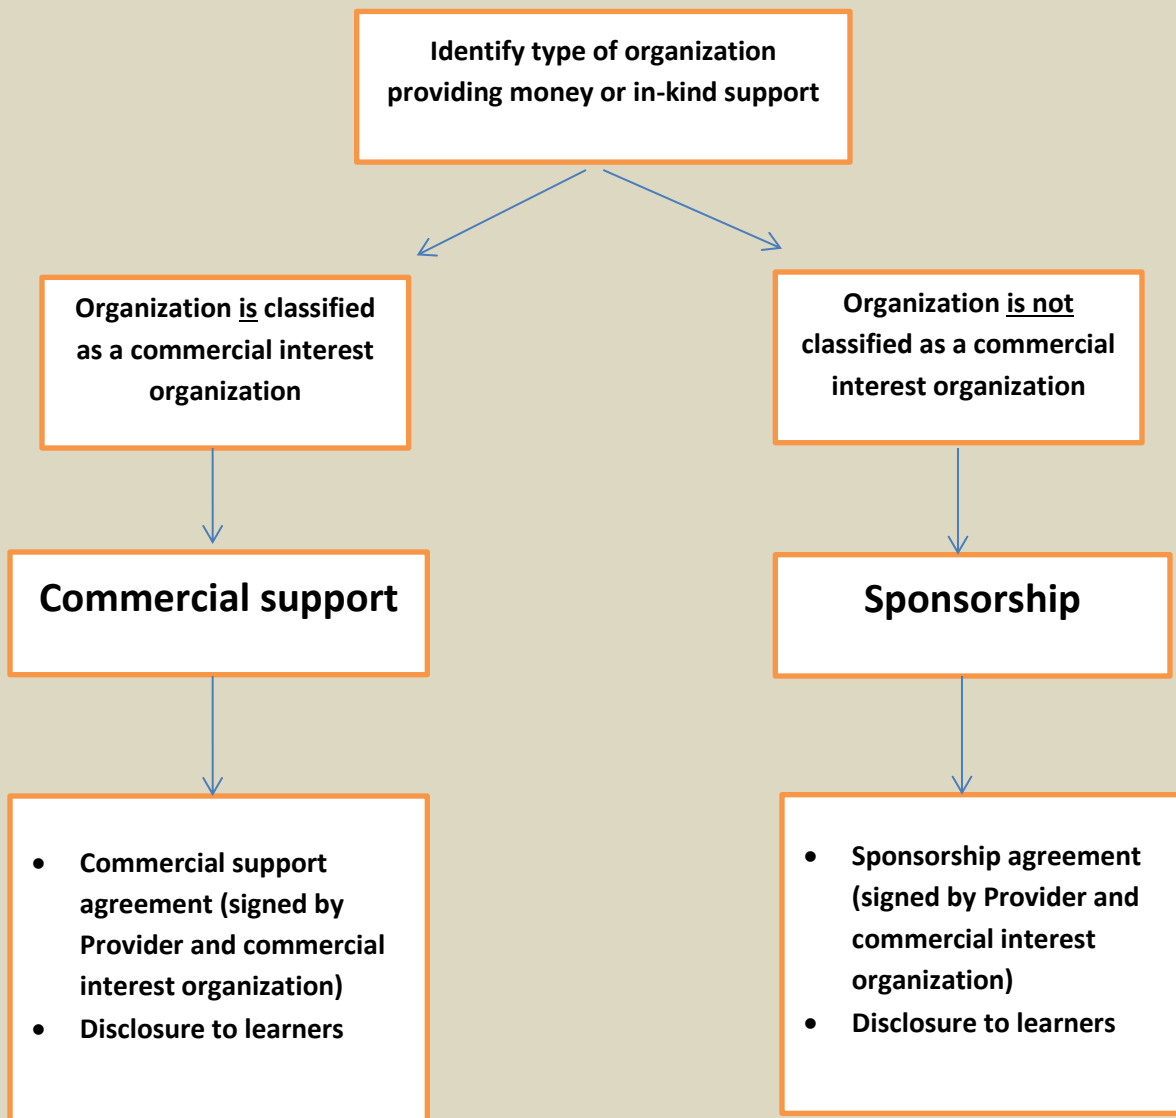 Identify type of organization
providing money or in-kind support
Organization is classified
as a commercial interest
organization
Organization is not
classified as a commercial
interest organization
Commercial support
Sponsorship
• Commercial support
agreement (signed by
Provider and commercial
interest organization)
• Disclosure to learners
• Sponsorship agreement
(signed by Provider and
commercial interest
organization)
• Disclosure to learners